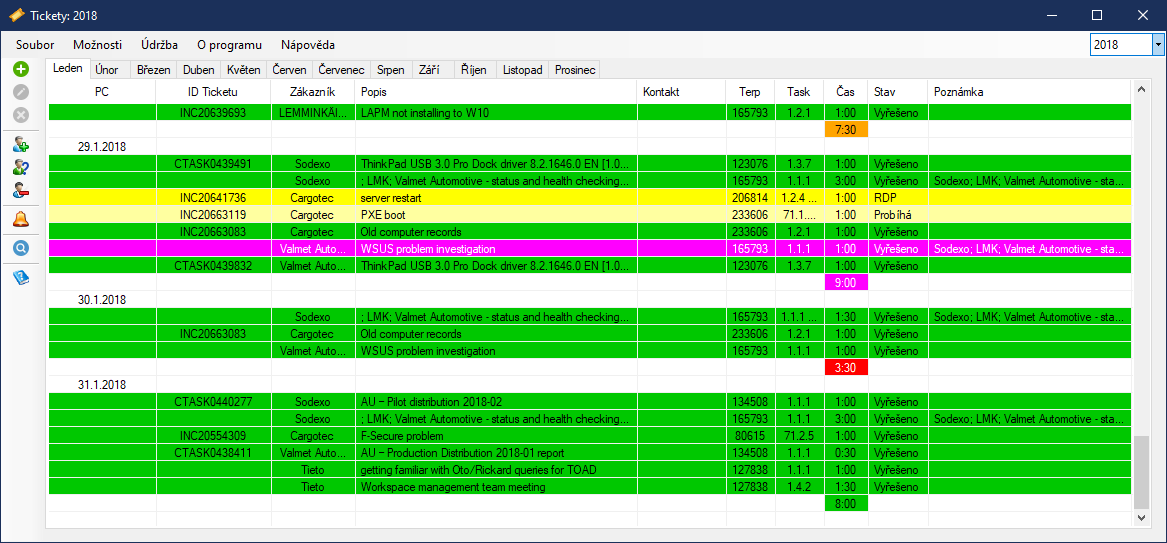 Tickety: 2018
Soubor Možnosti Údržba O programu Nápověda 2018
Leden Únor Březen Duben Květen Červen Červenec Srpen Září Říjen Listopad Prosinec
PC ID Ticketu Zákazník Popis Kontakt Terp Task Čas Stav Poznámka
INC20639693 LEMMINKÄI... LAPM not installing to W10 165793 1.2.1 1:00 Vyřešeno
7:30
29.1.2018
CTASK0439491 Sodexo ThinkPad USB 3.0 Pro Dock driver 8.2.1646.0 EN [1.0... 123076 1.3.7 1:00 Vyřešeno
Sodexo ; LMK; Valmet Automotive - status and health checking... 165793 1.1.1 3:00 Vyřešeno Sodexo; LMK; Valmet Automotive - sta...
INC20641736 Cargotec server restart 206814 1.2.4 ... 1:00 RDP
INC20663119 Cargotec PXE boot 233606 71.1.... 1:00 Probíhá
INC20663083 Cargotec Old computer records 233606 1.2.1 1:00 Vyřešeno
Valmet Auto... WSUS problem investigation 165793 1.1.1 1:00 Vyřešeno Sodexo; LMK; Valmet Automotive - sta...
CTASK0439832 Valmet Auto... ThinkPad USB 3.0 Pro Dock driver 8.2.1646.0 EN [1.0... 123076 1.3.7 1:00 Vyřešeno
9:00
30.1.2018
Sodexo ; LMK; Valmet Automotive - status and health checking... 165793 1.1.1 ... 1:30 Vyřešeno Sodexo; LMK; Valmet Automotive - sta...
INC20663083 Cargotec Old computer records 233606 1.2.1 1:00 Vyřešeno
Valmet Auto... WSUS problem investigation 165793 1.1.1 1:00 Vyřešeno
3:30
31.1.2018
CTASK0440277 Sodexo AU – Pilot distribution 2018-02 134508 1.1.1 1:00 Vyřešeno
Sodexo ; LMK; Valmet Automotive - status and health checking... 165793 1.1.1 3:00 Vyřešeno Sodexo; LMK; Valmet Automotive - sta...
INC20554309 Cargotec F-Secure problem 80615 71.2.5 1:00 Vyřešeno
CTASK0438411 Valmet Auto... AU – Production Distribution 2018-01 report 134508 1.1.1 0:30 Vyřešeno
Tieto getting familiar with Oto/Rickard queries for TOAD 127838 1.1.1 1:00 Vyřešeno
Tieto Workspace management team meeting 127838 1.4.2 1:30 Vyřešeno
8:00